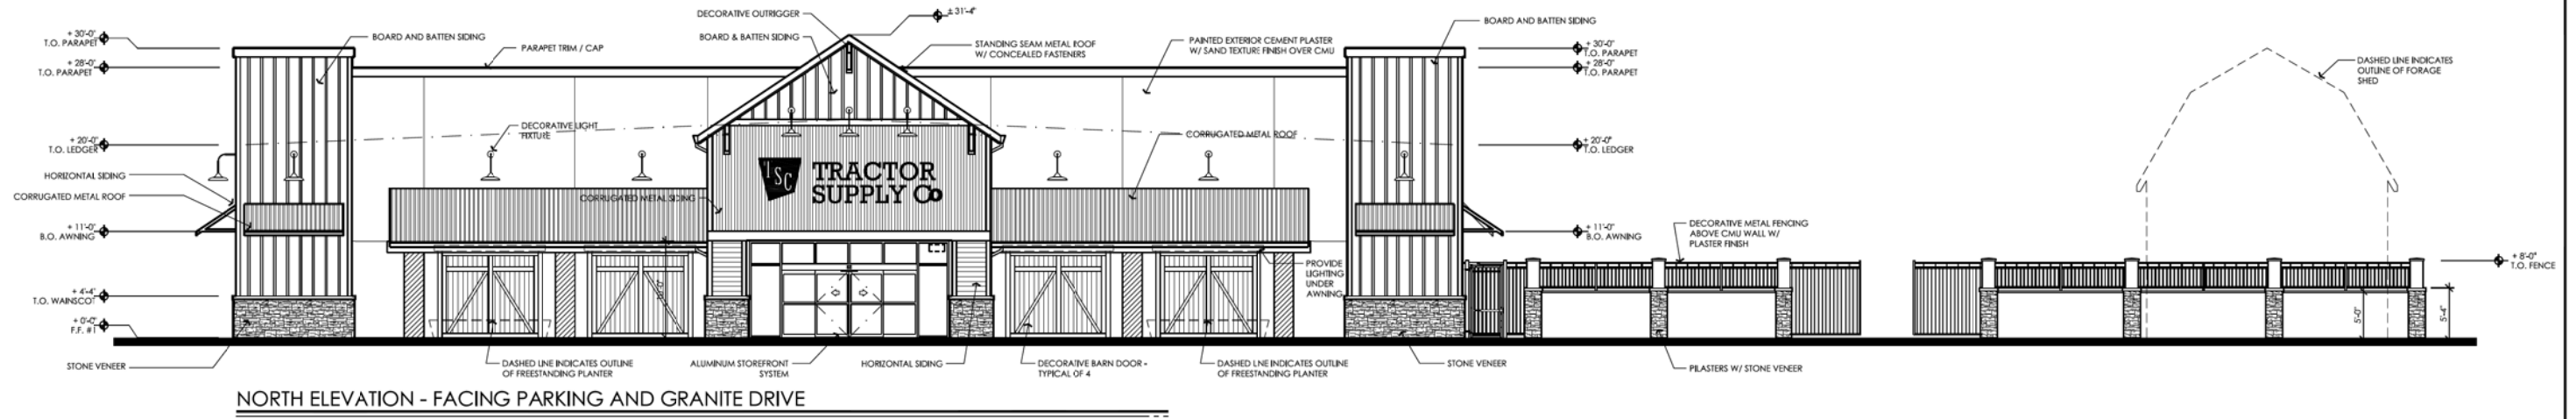 DECORATIVE OUTRIGGER
± 31'-4"
BOARD AND BATTEN SIDING
+ 30'-0"
T.O. PARAPET
BOARD AND BATTEN SIDING
PARAPET TRIM / CAP
BOARD & BATTEN SIDING
STANDING SEAM METAL ROOF
W/ CONCEALED FASTENERS
PAINTED EXTERIOR CEMENT PLASTER
W/ SAND TEXTURE FINISH OVER CMU
+ 30'-0"
T.O. PARAPET
+ 28'-0"
T.O. PARAPET
+ 28'-0"
T.O. PARAPET
DASHED LINE INDICATES
OUTLINE OF FORAGE
SHED
DECORATIVE LIGHT
FIXTURE
CORRUGATED METAL ROOF
+ 20'-0"
T.O. LEDGER
+ 20'-0"
T.O. LEDGER
HORIZONTAL SIDING
CORRUGATED METAL ROOF
TSC
TRACTOR
SUPPLY Co
CORRUGATED METAL SIDING
+ 11'-0"
B.O. AWNING
+ 11'-0"
B.O. AWNING
DECORATIVE METAL FENCING
ABOVE CMU WALL W/
PLASTER FINISH
PROVIDE
LIGHTING
UNDER
AWNING
+ 8'-0"
T.O. FENCE
+ 4'-4"
T.O. WAINSCOT
+ 0'-0"
F.F. #1
5'-0"
5'-4"
STONE VENEER
DASHED LINE INDICATES OUTLINE
OF FREESTANDING PLANTER
ALUMINUM STOREFRONT
SYSTEM
HORIZONTAL SIDING
DECORATIVE BARN DOOR -
TYPICAL OF 4
DASHED LINE INDICATES OUTLINE
OF FREESTANDING PLANTER
STONE VENEER
PILASTERS W/ STONE VENEER
NORTH ELEVATION - FACING PARKING AND GRANITE DRIVE